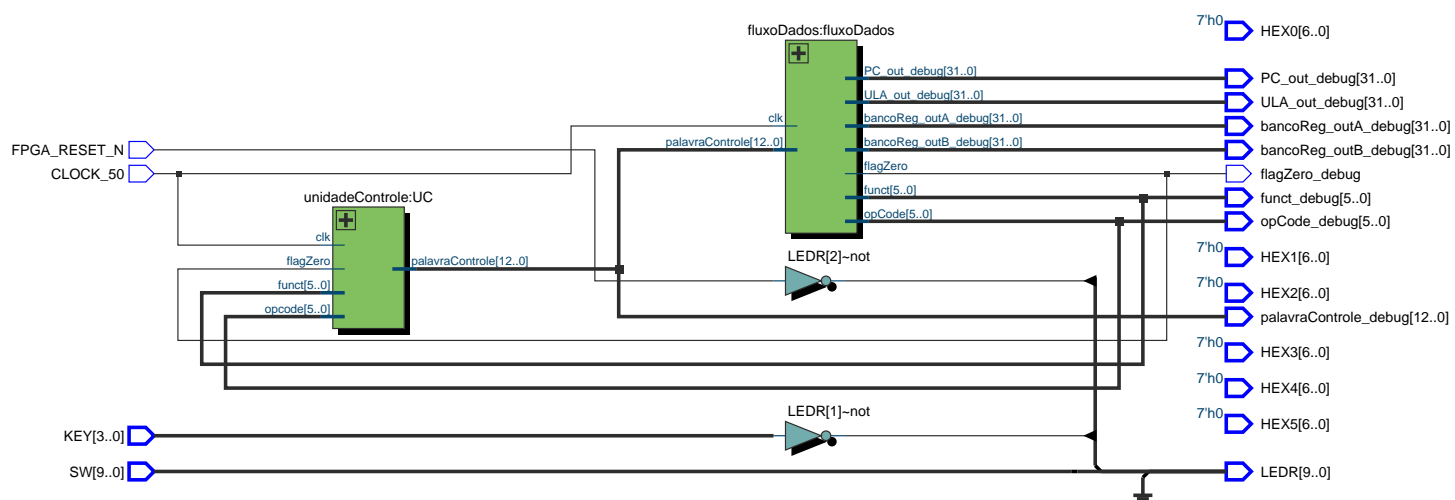 7'h0
HEX0[6..0]
fluxoDados:fluxoDados
PC_out_debug[31..0]
PC_out_debug[31..0]
ULA_out_debug[31..0]
ULA_out_debug[31..0]
clk
bancoReg_outA_debug[31..0]
bancoReg_outA_debug[31..0]
FPGA_RESET_N
palavraControle[12..0]
bancoReg_outB_debug[31..0]
bancoReg_outB_debug[31..0]
CLOCK_50
flagZero
flagZero_debug
unidadeControle:UC
funct[5..0]
funct_debug[5..0]
opCode[5..0]
opCode_debug[5..0]
clk
7'h0
HEX1[6..0]
LEDR[2]~not
flagZero
palavraControle[12..0]
funct[5..0]
7'h0
HEX2[6..0]
opcode[5..0]
palavraControle_debug[12..0]
7'h0
HEX3[6..0]
7'h0
HEX4[6..0]
LEDR[1]~not
7'h0
HEX5[6..0]
KEY[3..0]
SW[9..0]
LEDR[9..0]